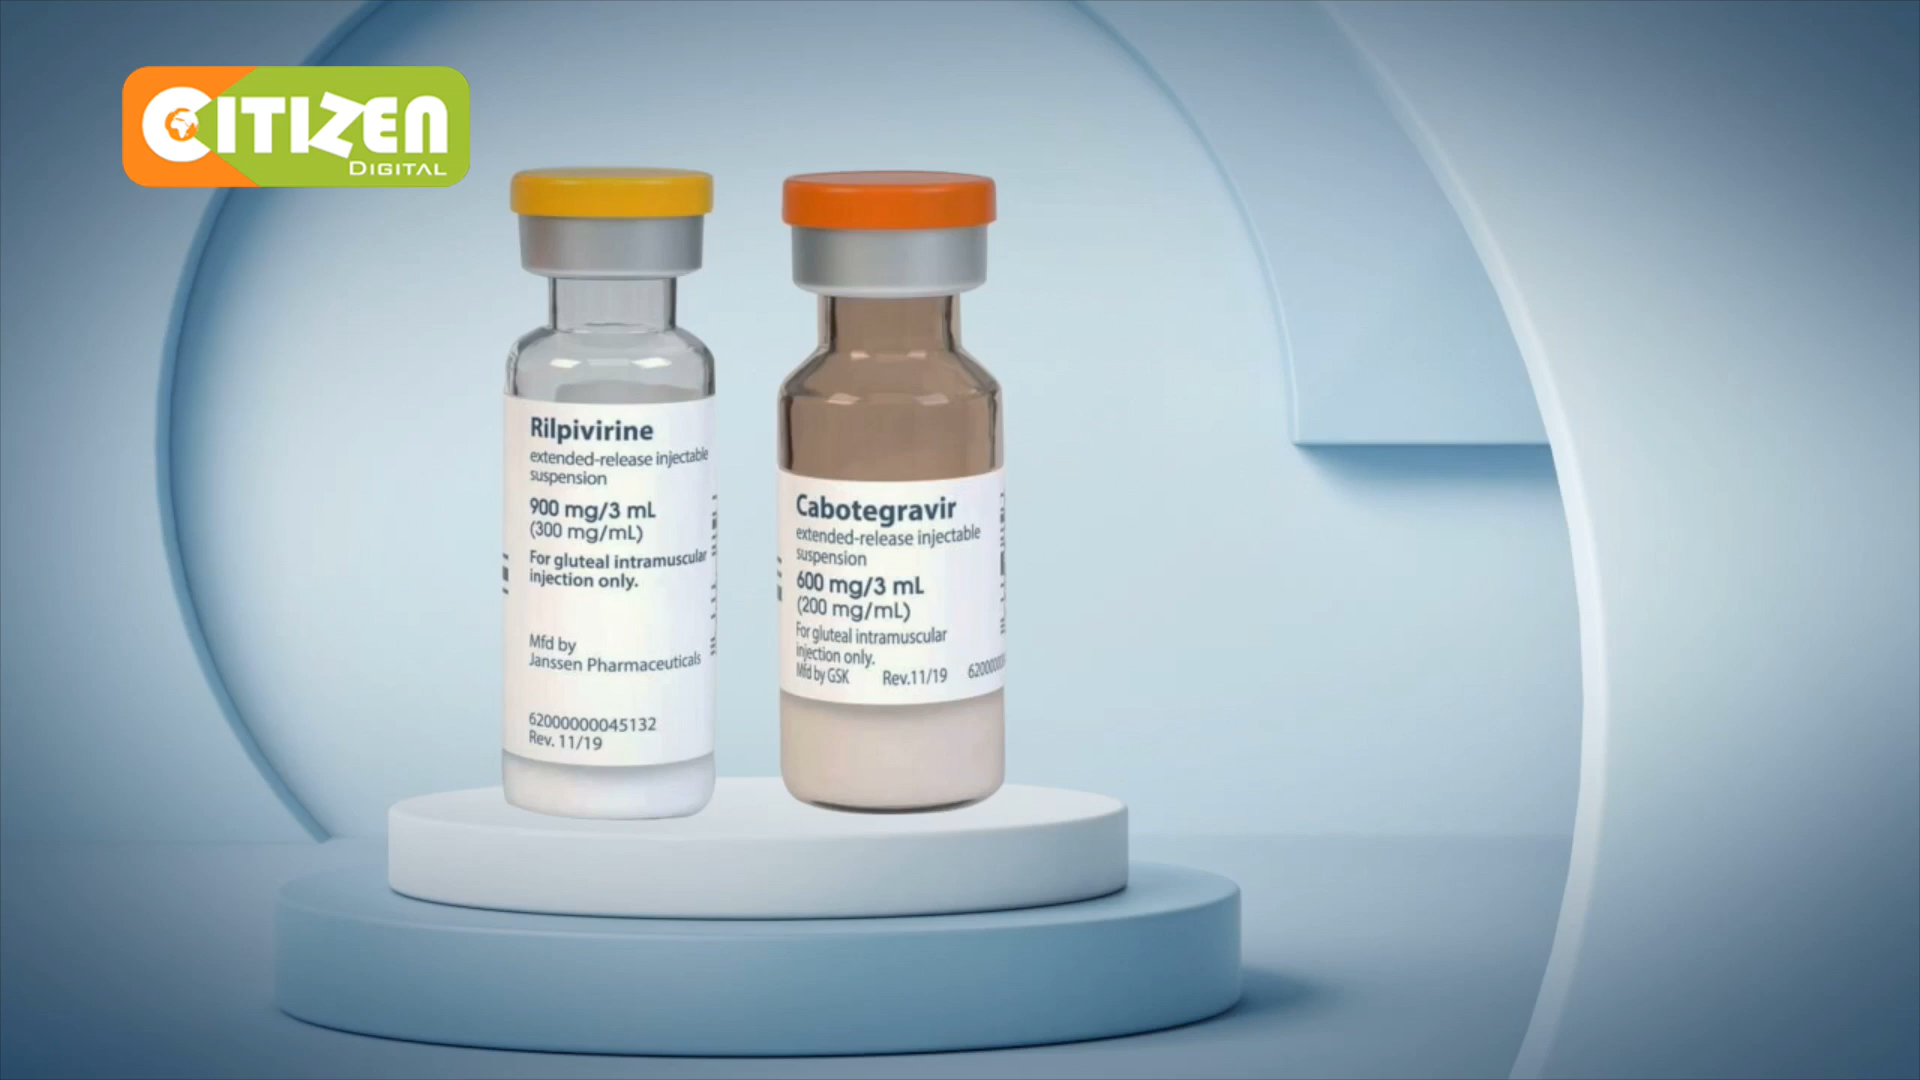 CITIZEN
DIGITAL
Rilpivirine
extended-release injectable
suspension
900 mg/3 mL
(300 mg/mL)
For gluteal intramuscular
injection only.
Mfd by
Janssen Pharmaceuticals
62000000045132
Rev. 11/19
Cabotegravir
extended-release injectable
suspension
600 mg/3 mL
(200 mg/mL)
For gluteal intramuscular
injection only.
Mfd by GSK Rev.11/19